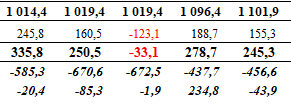 1 014,4 1 019,4 1 019,4 1 096,4 1 101,9
245,8 160,5 -123,1 188,7 155,3
335,8 250,5 -33,1 278,7 245,3
-585,3 -670,6 -672,5 -437,7 -456,6
-20,4 -85,3 -1,9 234,8 -43,9